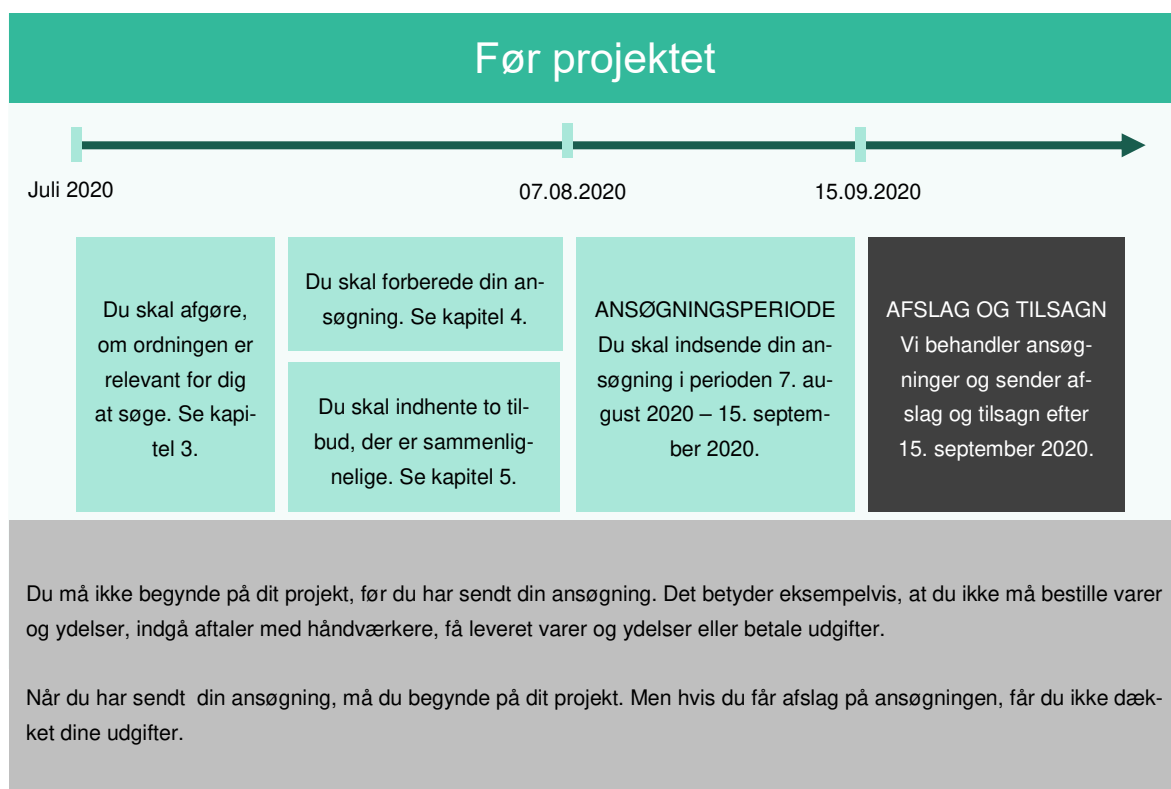 Før projektet
Juli 2020
07.08.2020
15.09.2020
Du skal afgøre,
om ordningen er
relevant for dig
at søge. Se kapi-
tel 3.
Du skal forberede din an-
søgning. Se kapitel 4.
Du skal indhente to til-
bud, der er sammenlig-
nelige. Se kapitel 5.
ANSØGNINGSPERIODE
Du skal indsende din an-
søgning i perioden 7. au-
gust 2020 – 15. septem-
ber 2020.
AFSLAG OG TILSAGN
Vi behandler ansøg-
ninger og sender af-
slag og tilsagn efter
15. september 2020.
Du må ikke begynde på dit projekt, før du har sendt din ansøgning. Det betyder eksempelvis, at du ikke må bestille varer
og ydelser, indgå aftaler med håndværkere, få leveret varer og ydelser eller betale udgifter.
Når du har sendt  din ansøgning, må du begynde på dit projekt. Men hvis du får afslag på ansøgningen, får du ikke dæk-
ket dine udgifter.